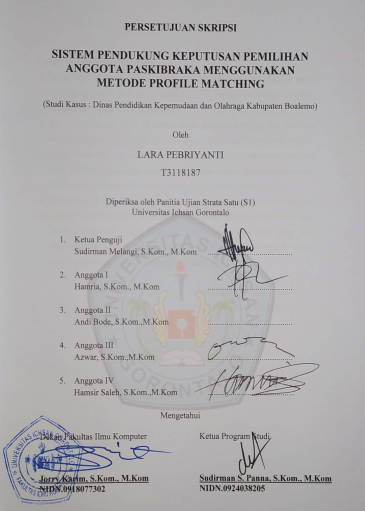 PERSETUJUAN SKRIPSI
SISTEM PENDUKUNG KEPUTUSAN PEMILIHAN
ANGGOTA PASKIBRAKA MENGGUNAKAN
METODE PROFILE MATCHING
(Studi Kasus : Dinas Pendidikan Kepemudaan dan Olahraga Kabupaten Boalemo)
Oleh
LARA PEBRIYANTI
T3118187
Diperiksa oleh Panitia Ujian Strata Satu (S1)
Universitas Ichsan Gorontalo
1. Ketua Penguji
Sudirman Melangi, S.Kom., M.Kom
2. Anggota I
Hamria, S.Kom., M.Kom
3. Anggota II
Andi Bode, S.Kom.,M.Kom
4. Anggota III
Azwar, S.Kom., M.Kom
5. Anggota IV
Hamsir Saleh, S.Kom.,M.Kom
Mengetahui
Dekan Fakultas Ilmu Komputer
Ketua Program Studi
Jorry Karim, S.Kom., M.Kom
NIDN.0918077302
Sudirman S. Panna, S.Kom., M.Kom
NIDN.0924038205